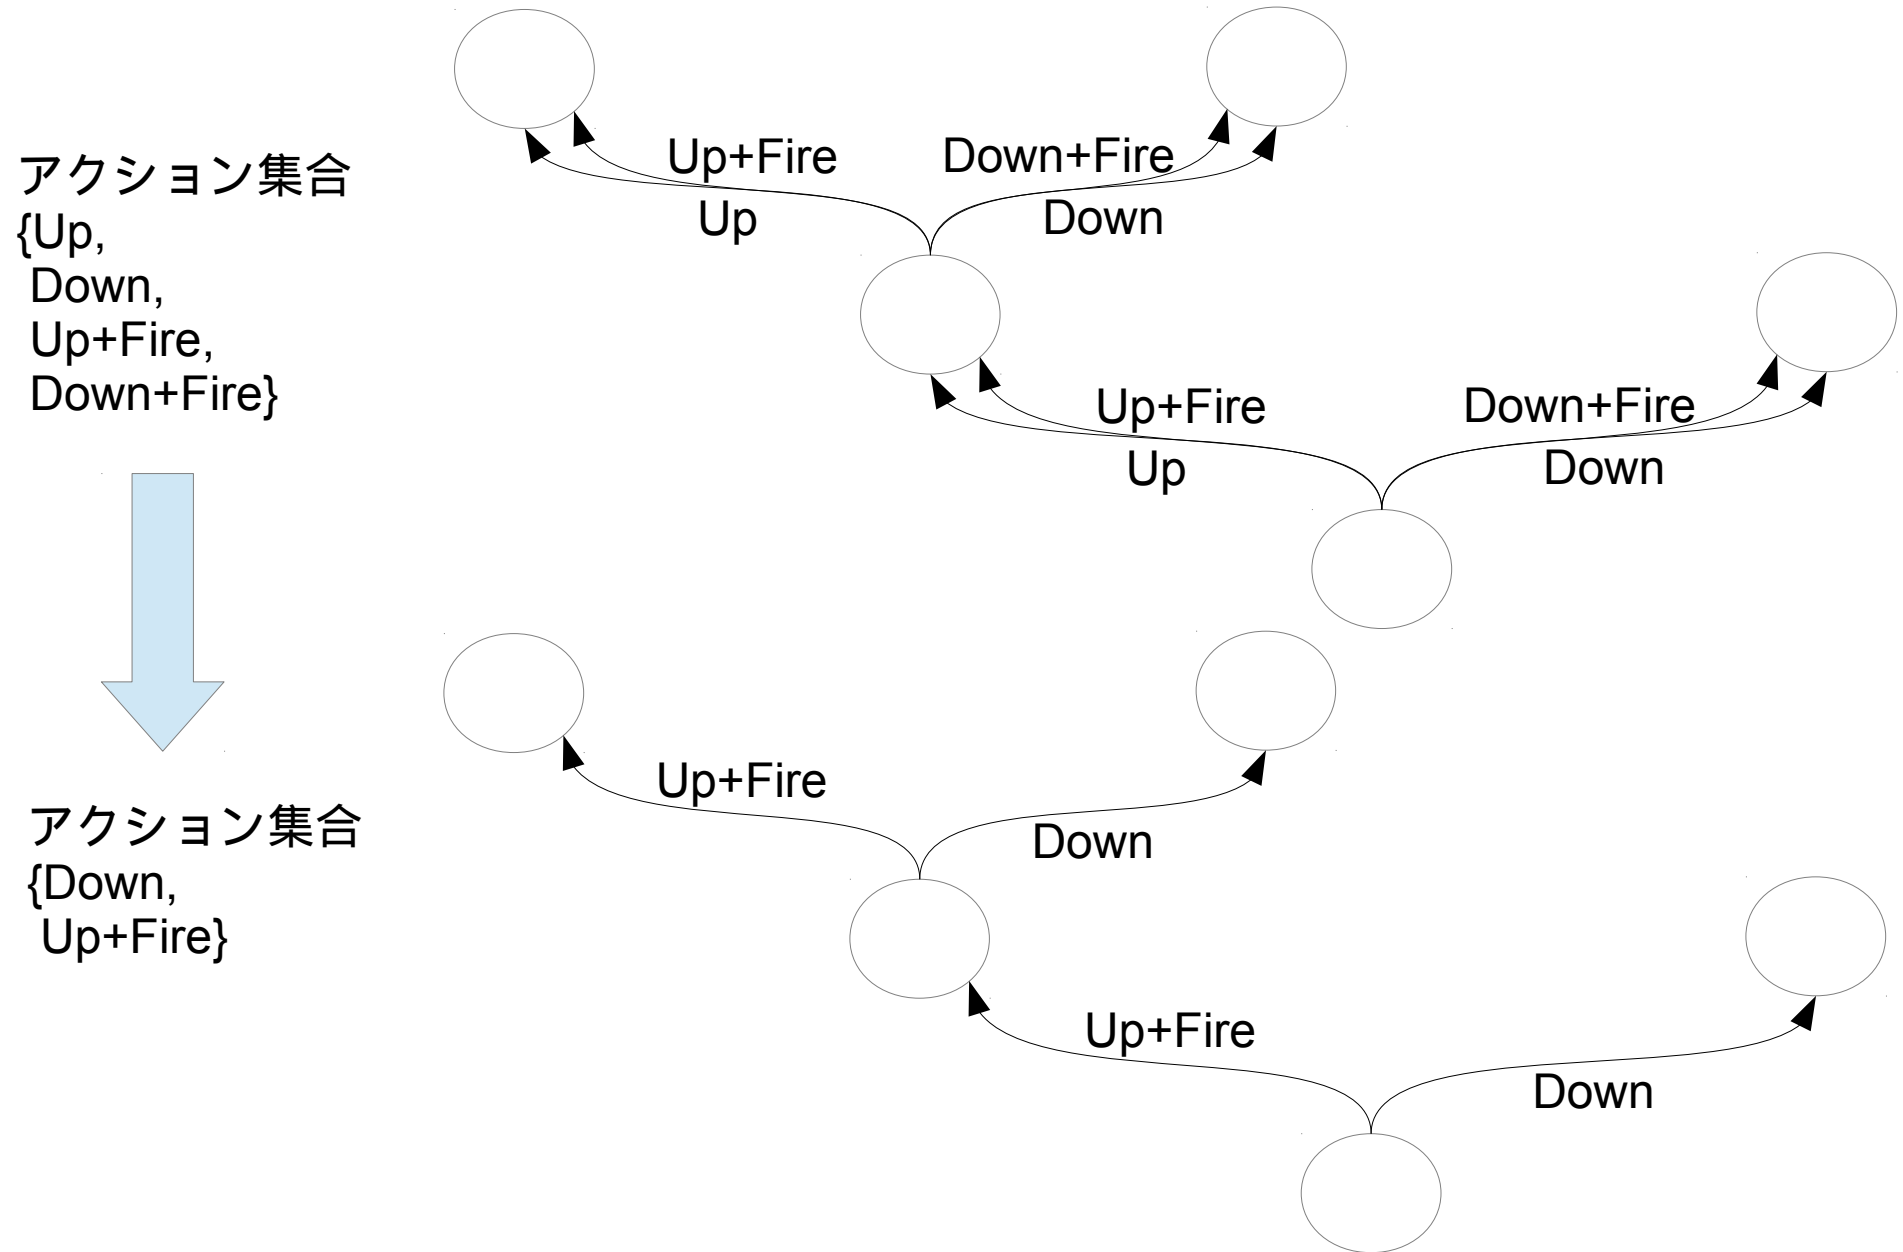 アクション集合
{Up,
Down,
Up+Fire,
Down+Fire}
Up+Fire
Down+Fire
Up
Down
Up+Fire
Down+Fire
Up
Down
アクション集合
{Down,
Up+Fire}
Up+Fire
Down
Up+Fire
Down